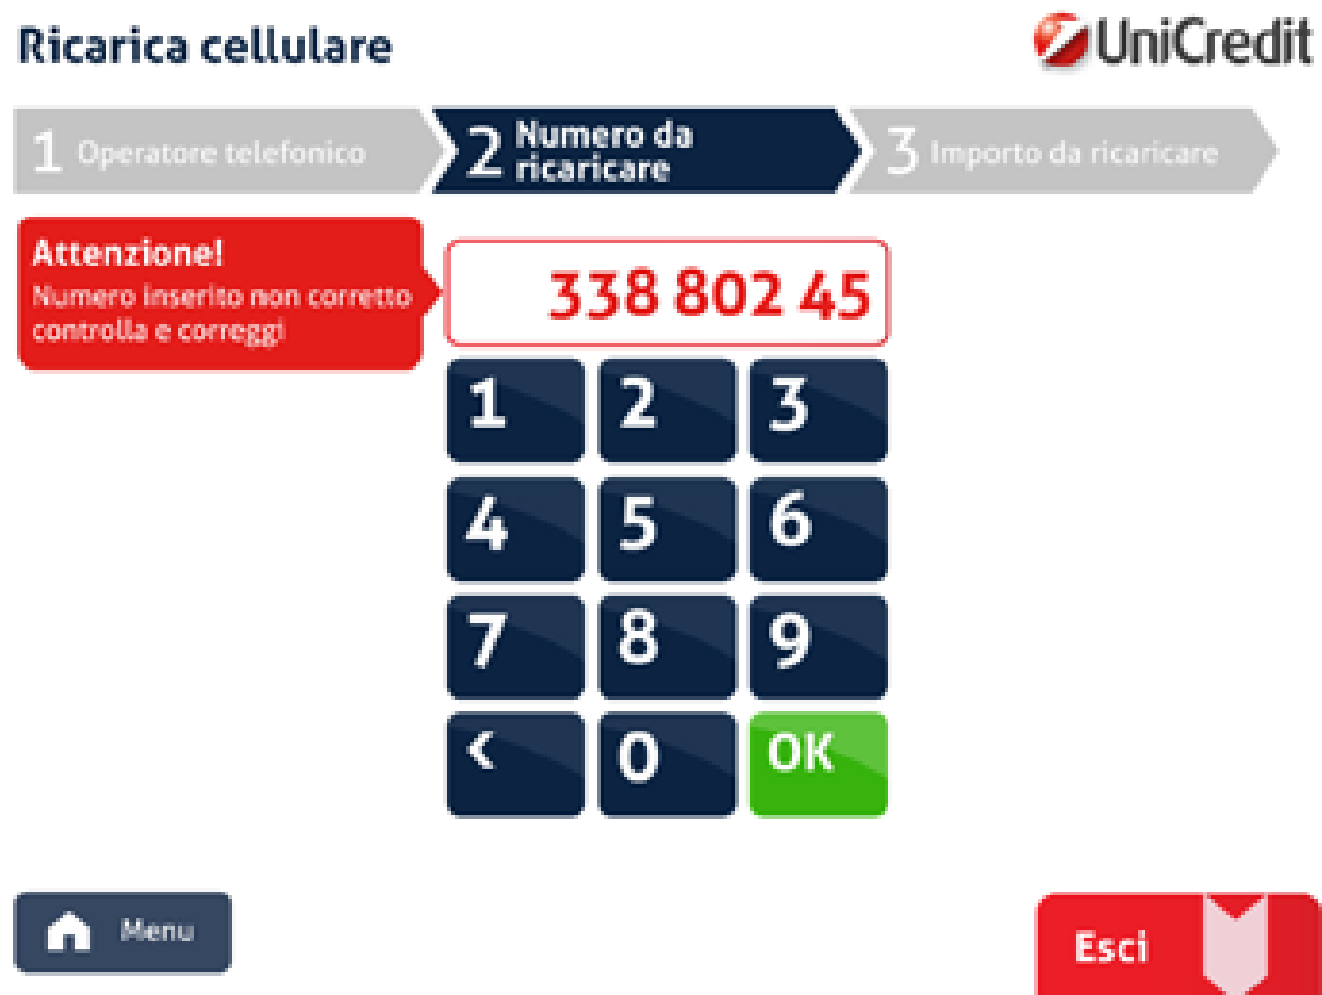 Ricarica cellulare
UniCredit
1 Operatore telefonico
2 Numero da
ricaricare
3 Importo da ricaricare
Attenzione!
Numero inserito non corretto
controlla e correggi
338 802 45
1 2 3
4 5 6
7 8 9
< 0 OK
Menu
Esci